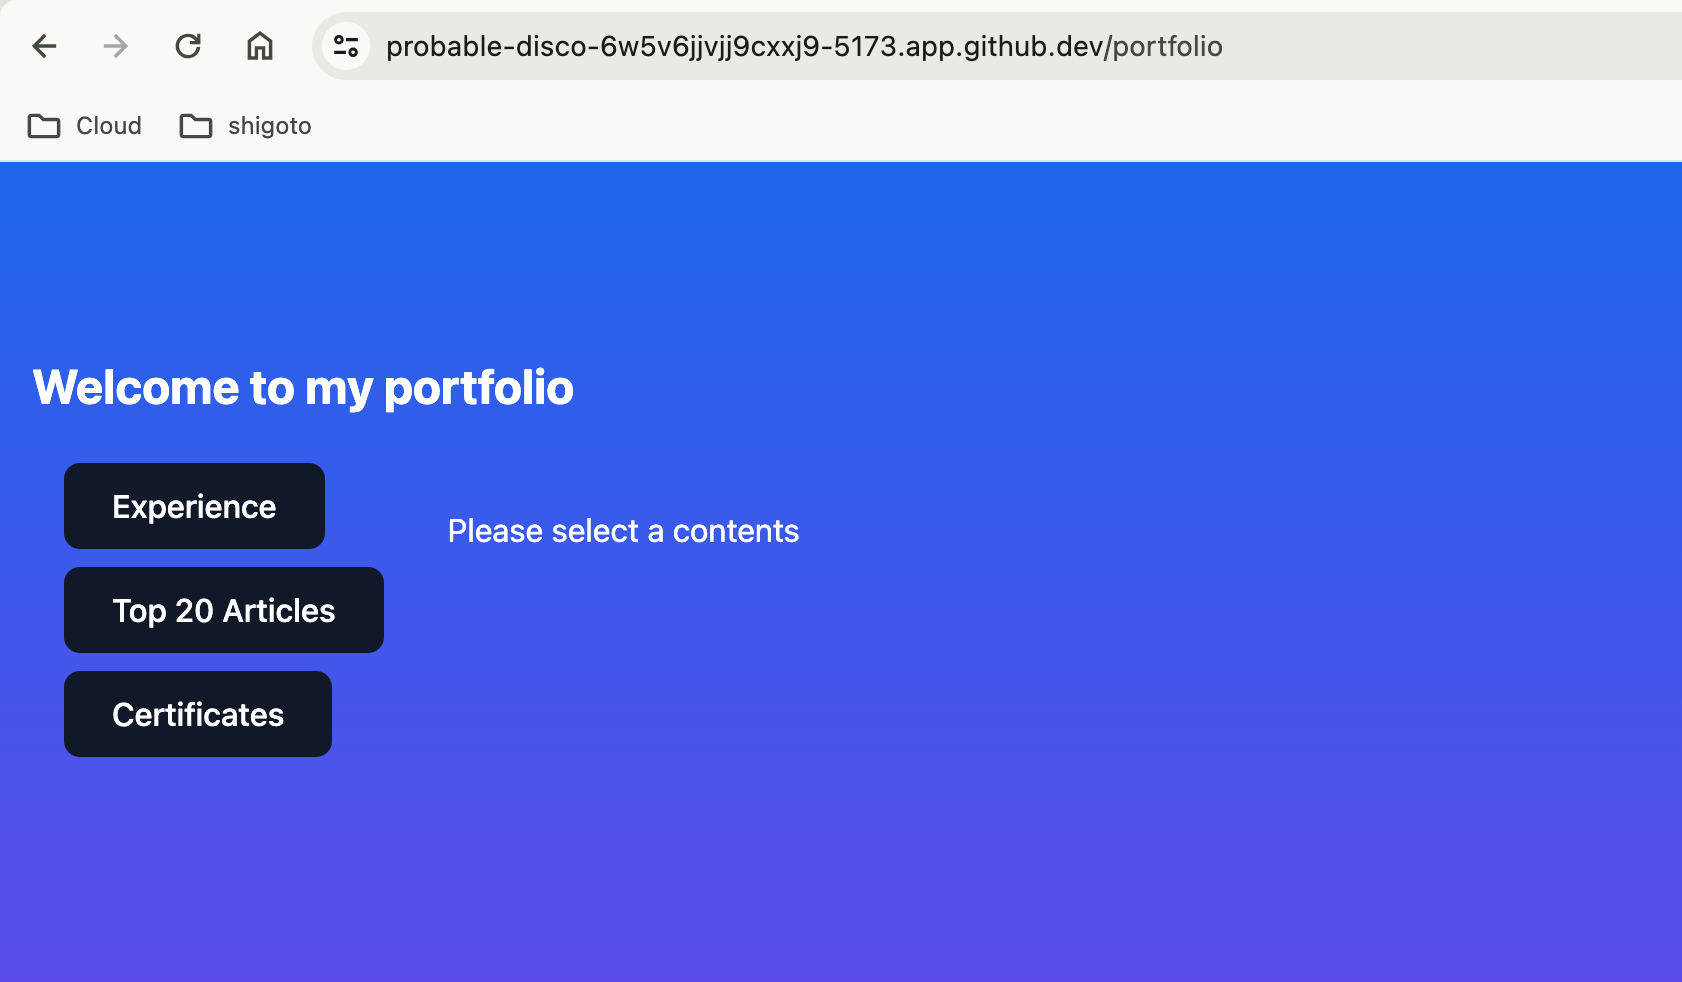 probable-disco-6w5v6jjvjj9cxxj9-5173.app.github.dev/portfolio
Cloud shigoto
Welcome to my portfolio
Experience
Please select a contents
Top 20 Articles
Certificates